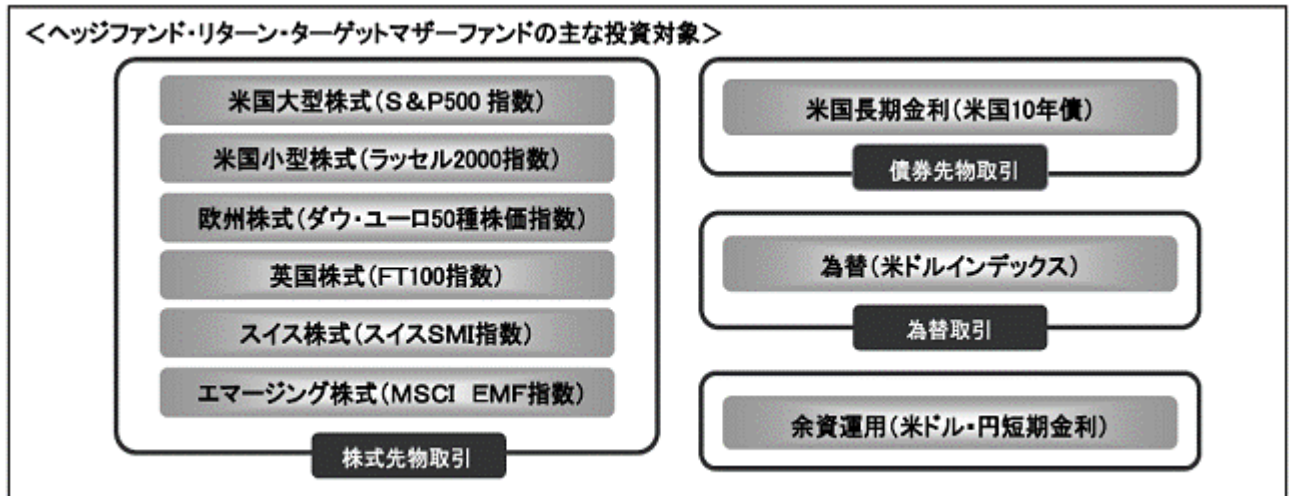 ＜ヘッジファンド・リターン・ターゲットマザーファンドの主な投資対象＞
米国大型株式（S＆P500 指数）
米国小型株式（ラッセル2000指数）
欧州株式（ダウ・ユーロ50種株価指数）
英国株式（FT100指数）
スイス株式（スイスSMI指数）
エマージング株式（MSCI　EMF指数）
株式先物取引
米国長期金利（米国10年債）
債券先物取引
為替（米ドルインデックス）
為替取引
余資運用（米ドル・円短期金利）